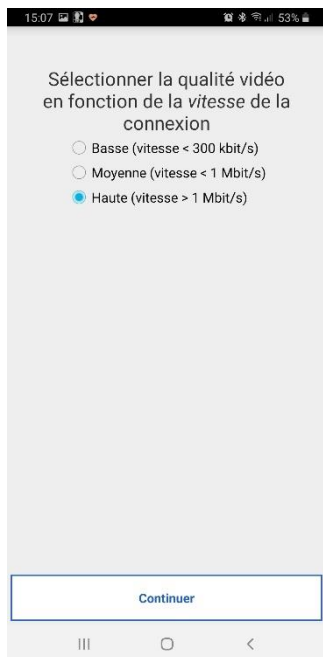 15:07 53%
Sélectionner la qualité vidéo
en fonction de la vitesse de la
connexion
Basse (vitesse < 300 kbit/s)
Moyenne (vitesse < 1 Mbit/s)
Haute (vitesse > 1 Mbit/s)
Continuer